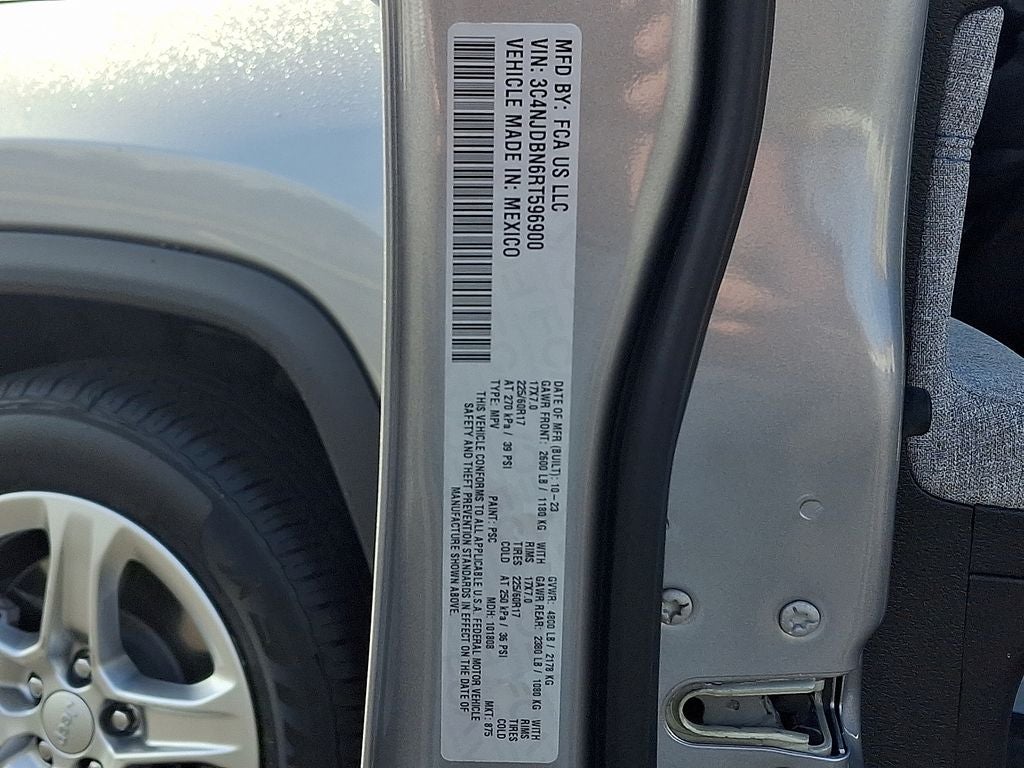 MFD BY: FCA US LLC
VIN: 3C4NJDBN6RT596900
VEHICLE MADE IN: MEXICO
DATE OF MFR (BUILT): 10-23 GVWR: 4800 LB / 2178 KG
GAWR FRONT: 2600 LB / 1180 KG WITH GAWR REAR: 2380 LB / 1080 KG WITH
17X7.0 RIMS 17X7.0 RIMS
225/60R17 TIRES 225/60R17 TIRES
AT 270 kPa / 39 PSI COLD AT 250 kPa / 36 PSI COLD
TYPE: MPV PAINT: PSC MDH: 101808 MXT: 875
THIS VEHICLE CONFORMS TO ALL APPLICABLE U.S.A. FEDERAL MOTOR VEHICLE
SAFETY AND THEFT PREVENTION STANDARDS IN EFFECT ON THE DATE OF
MANUFACTURE SHOWN ABOVE.
Jeep